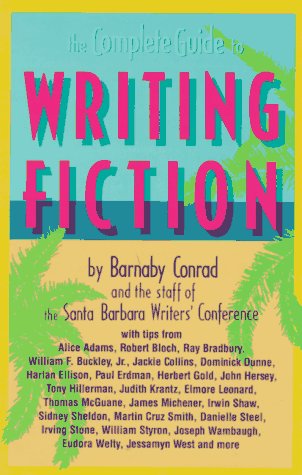 the Complete Guide to
WRITING
FICTION
by Barnaby Conrad
and the staff of
the Santa Barbara Writers' Conference
with tips from
Alice Adams, Robert Bloch, Ray Bradbury,
William F. Buckley, Jr., Jackie Collins, Dominick Dunne,
Harlan Ellison, Paul Erdman, Herbert Gold, John Hersey,
Tony Hillerman, Judith Krantz, Elmore Leonard,
Thomas McGuane, James Michener, Irwin Shaw,
Sidney Sheldon, Martin Cruz Smith, Danielle Steel,
Irving Stone, William Styron, Joseph Wambaugh,
Eudora Welty, Jessamyn West and more